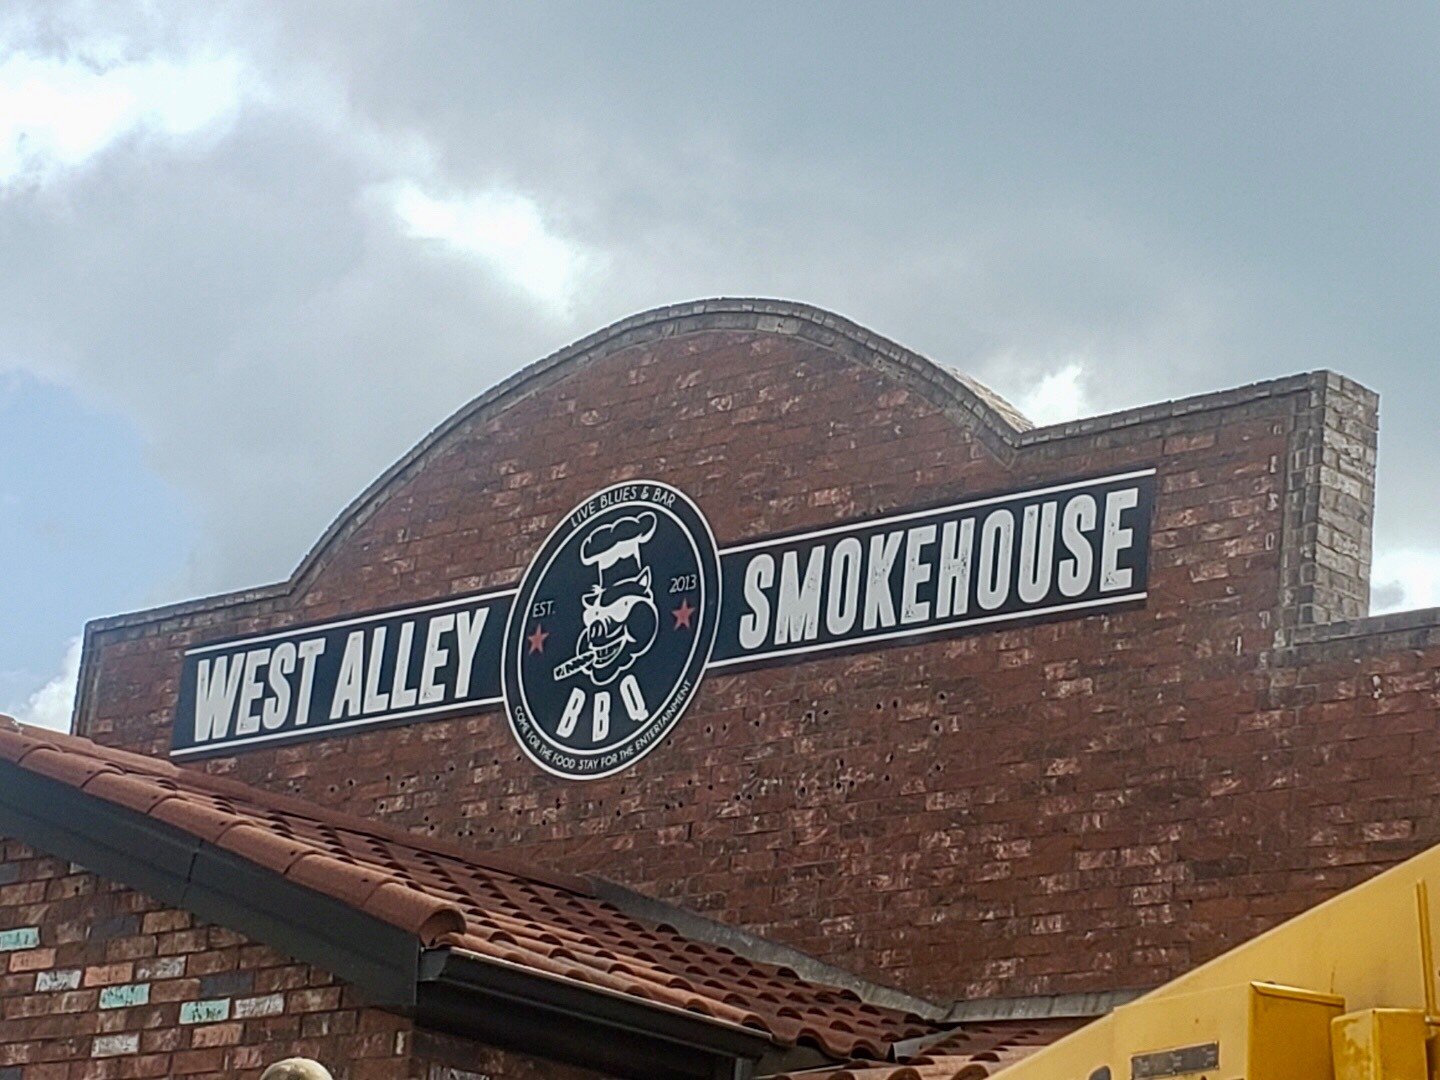 WEST ALLEY SMOKEHOUSE
LIVE BLUES & BAR
EST. 2013
BBQ
COME FOR THE FOOD STAY FOR THE ENTERTAINMENT